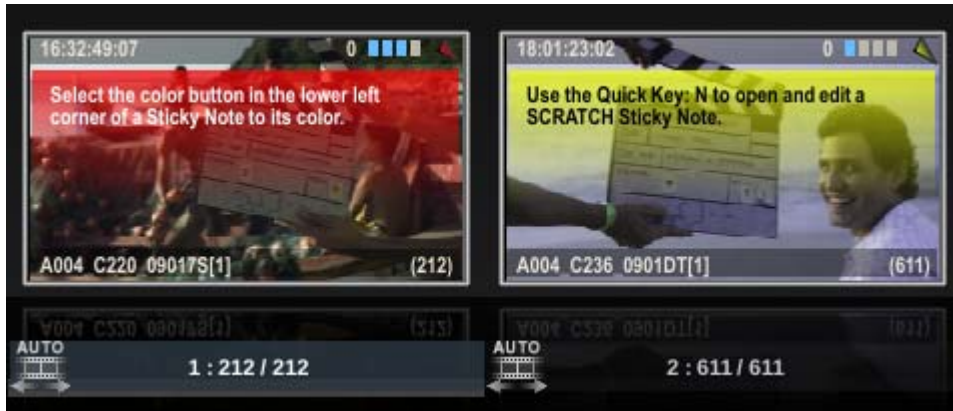 16:32:49:07 0
Select the color button in the lower left
corner of a Sticky Note to its color.
A004 C220 09017S[1] (212)
18:01:23:02 0
Use the Quick Key: N to open and edit a
SCRATCH Sticky Note.
A004 C236 0901DT[1] (611)
AUTO
1 : 212 / 212
AUTO
2 : 611 / 611